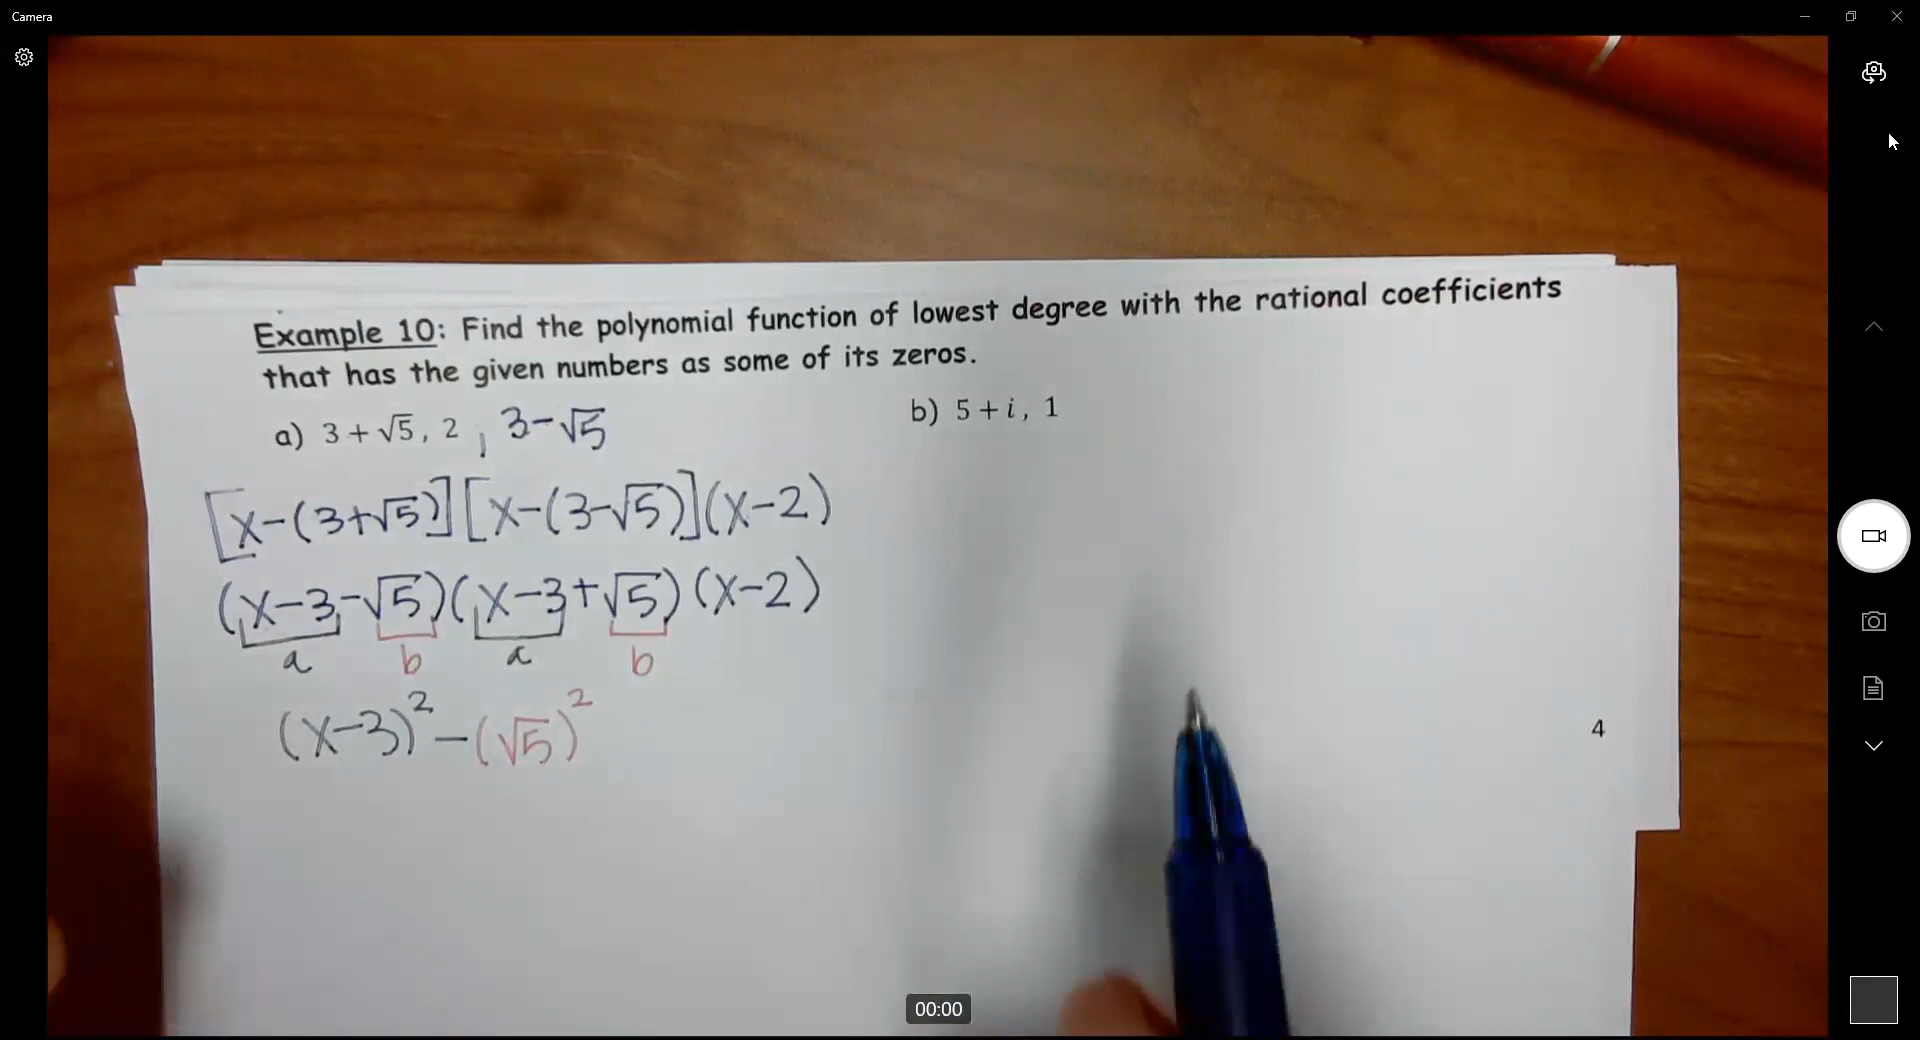 Camera
Example 10: Find the polynomial function of lowest degree with the rational coefficients
that has the given numbers as some of its zeros.
a) 3 + √5, 2 , 3-√5
b) 5 + i, 1
[x-(3+√5)][x-(3-√5)](x-2)
(x-3-√5)(x-3+√5)(x-2)
a b a b
(x-3)² - (√5)²
4
00:00